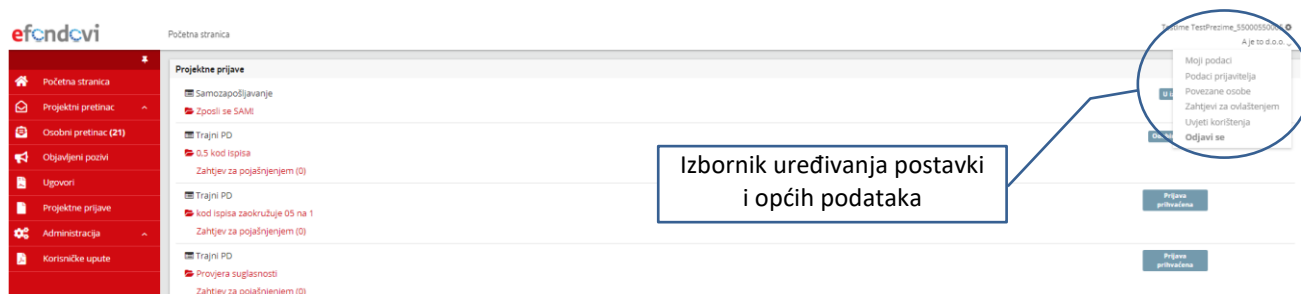 efondovi
Početna stranica
Testime TestPrezime_55000550055
A je to d.o.o.
Početna stranica
Projektni pretinac
Osobni pretinac (21)
Objavljeni pozivi
Ugovori
Projektne prijave
Administracija
Korisničke upute
Projektne prijave
Samozapošljavanje
Zposli se SAMI
Trajni PD
0,5 kod ispisa
Zahtjev za pojašnjenjem (0)
Trajni PD
kod ispisa zaokružuje 05 na 1
Zahtjev za pojašnjenjem (0)
Trajni PD
Provjera suglasnosti
Zahtjev za pojašnjenjem (0)
Izbornik uređivanja postavki
i općih podataka
Moji podaci
Podaci prijavitelja
Povezane osobe
Zahtjevi za ovlaštenjem
Uvjeti korištenja
Odjavi se
Prijava
prihvaćena
Prijava
prihvaćena